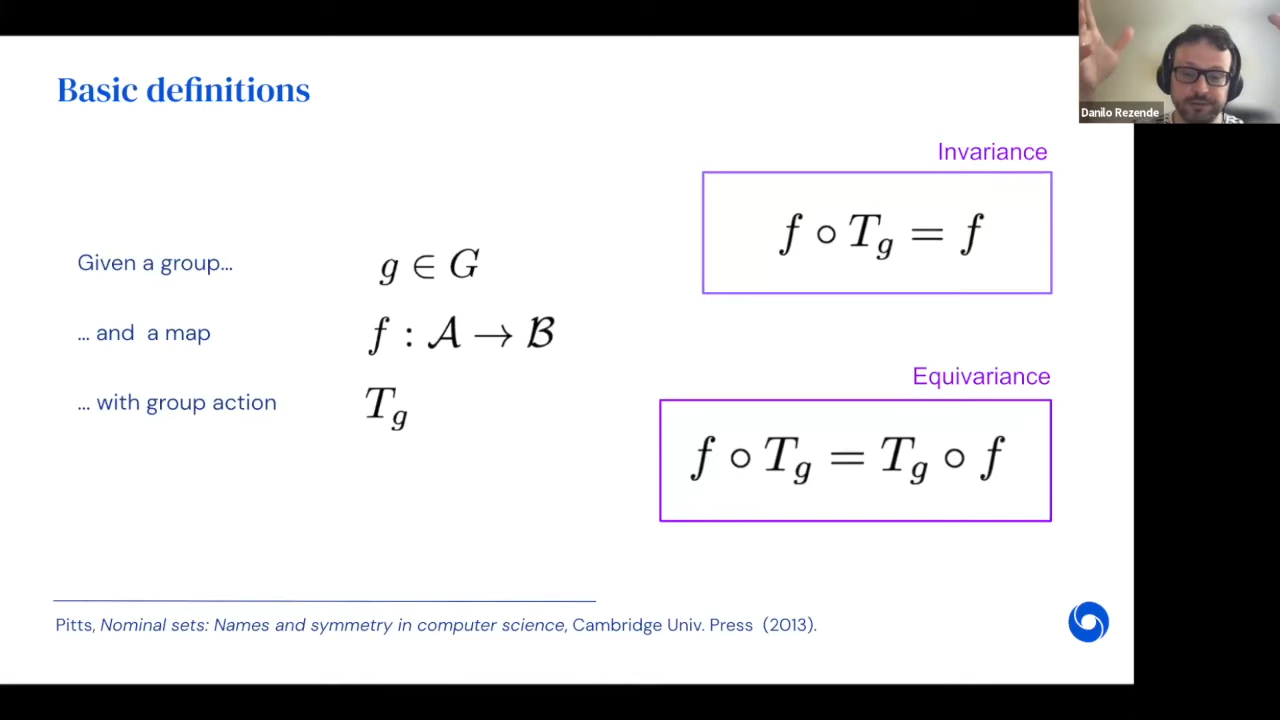 Basic definitions
Danilo Rezende
Given a group... g ∈ G
... and a map f : 𝒜 → ℬ
... with group action T_g
Invariance
f ∘ T_g = f
Equivariance
f ∘ T_g = T_g ∘ f
Pitts, Nominal sets: Names and symmetry in computer science, Cambridge Univ. Press (2013).